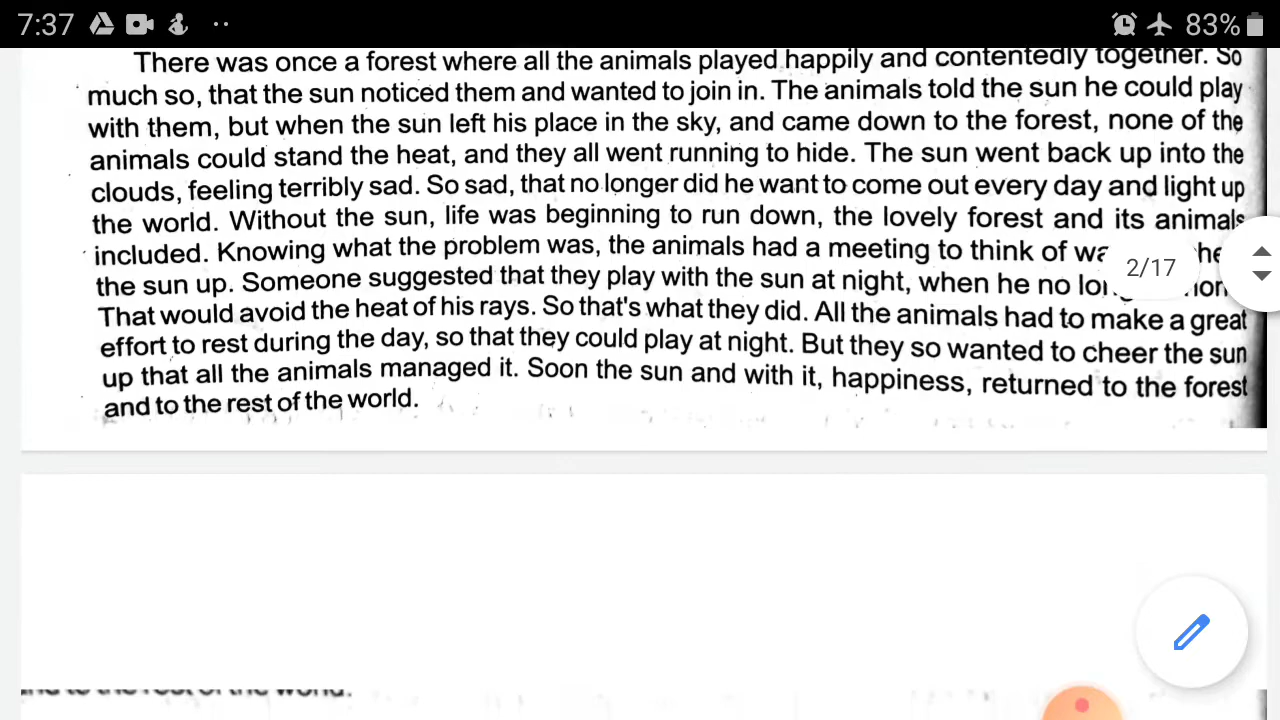 7:37 83%
There was once a forest where all the animals played happily and contentedly together. So
much so, that the sun noticed them and wanted to join in. The animals told the sun he could play
with them, but when the sun left his place in the sky, and came down to the forest, none of the
animals could stand the heat, and they all went running to hide. The sun went back up into the
clouds, feeling terribly sad. So sad, that no longer did he want to come out every day and light up
the world. Without the sun, life was beginning to run down, the lovely forest and its animals
included. Knowing what the problem was, the animals had a meeting to think of
2/17
the sun up. Someone suggested that they play with the sun at night, when he no
That would avoid the heat of his rays. So that's what they did. All the animals had to make a great
effort to rest during the day, so that they could play at night. But they so wanted to cheer the sun
up that all the animals managed it. Soon the sun and with it, happiness, returned to the forest
and to the rest of the world.